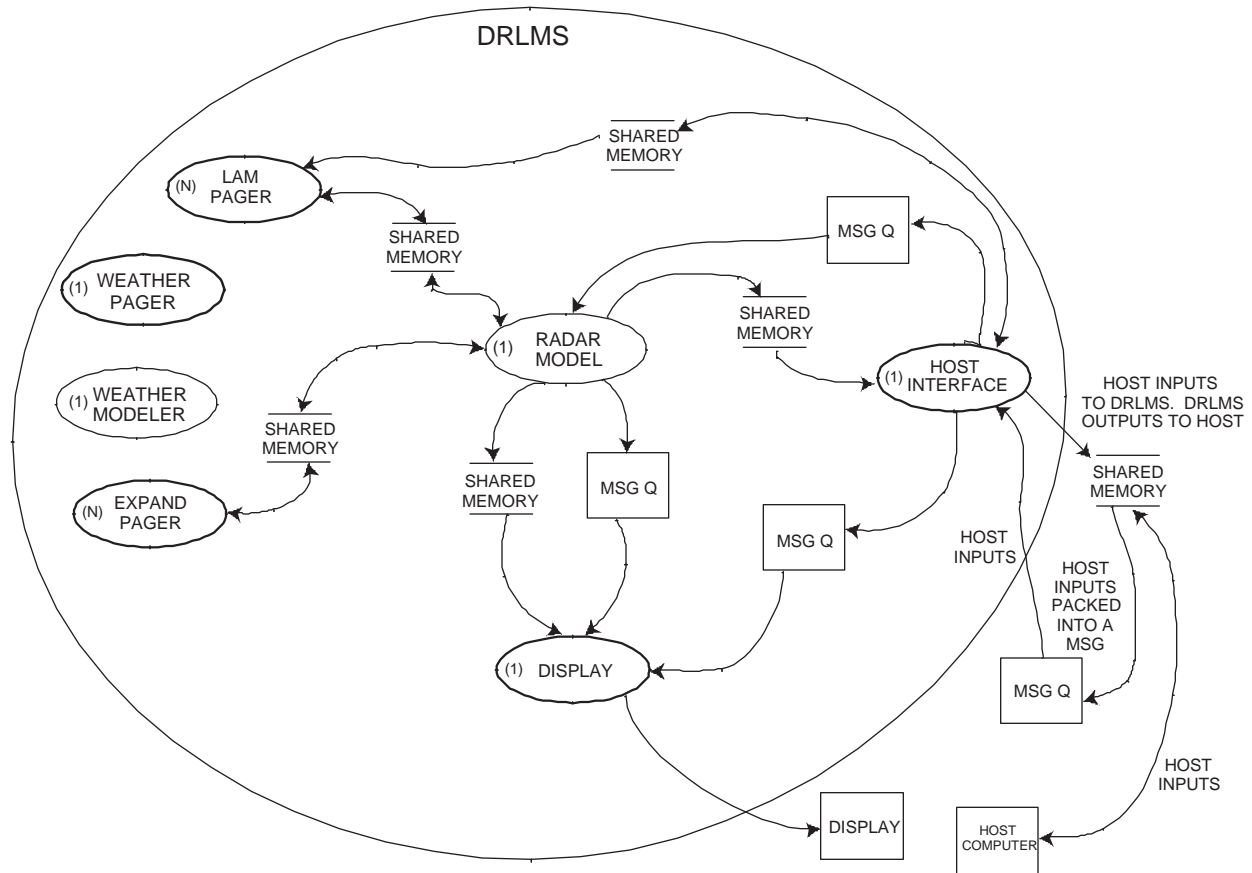 DRLMS
SHARED
MEMORY
(N) LAM
PAGER
SHARED
MEMORY
MSG Q
(1) WEATHER
PAGER
SHARED
MEMORY
(1) RADAR
MODEL
(1) HOST
INTERFACE
HOST INPUTS
TO DRLMS. DRLMS
OUTPUTS TO HOST
(1) WEATHER
MODELER
SHARED
MEMORY
SHARED
MEMORY
MSG Q
SHARED
MEMORY
(N) EXPAND
PAGER
MSG Q
HOST
INPUTS
HOST
INPUTS
PACKED
INTO A
MSG
(1) DISPLAY
MSG Q
HOST
INPUTS
DISPLAY
HOST
COMPUTER